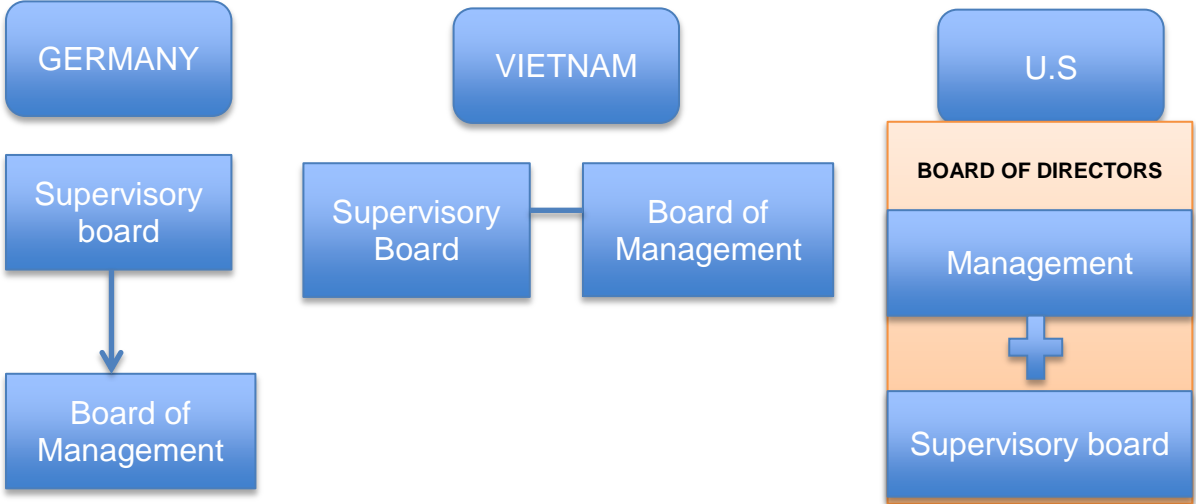 GERMANY
Supervisory
board
Board of
Management
VIETNAM
Supervisory
Board
Board of
Management
U.S
BOARD OF DIRECTORS
Management
Supervisory board